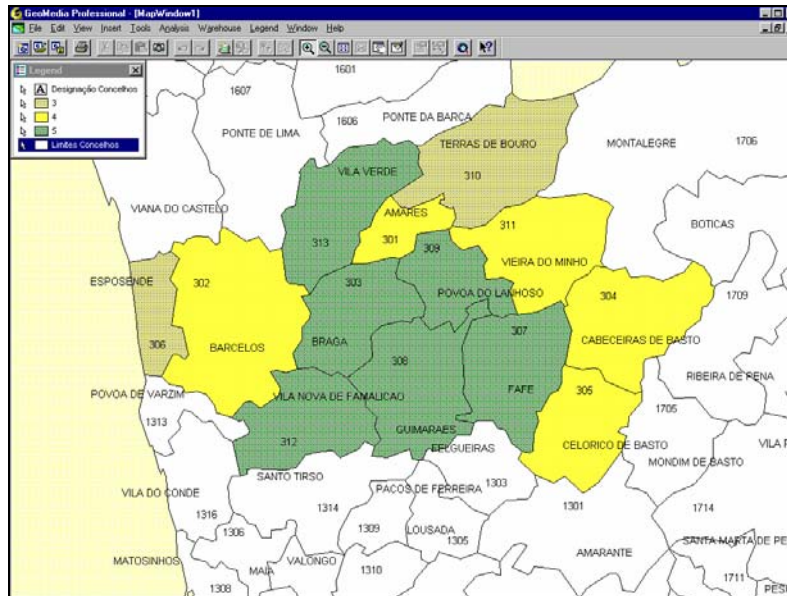 GeoMedia Professional - [MapWindow1]
File Edit View Insert Tools Analysis Warehouse Legend Window Help
Legend
A Designação Concelhos
3
4
5
Limites Concelhos
1601
1607
1606
PONTE DA BARCA
PONTE DE LIMA
TERRAS DE BOURO
MONTALEGRE
1706
VILA VERDE
310
VIANA DO CASTELO
AMARES
311
BOTICAS
313
301
309
VIEIRA DO MINHO
ESPOSENDE
302
303
POVOA DO LANHOSO
304
1709
307
306
BARCELOS
BRAGA
308
CABECEIRAS DE BASTO
RIBEIRA DE PENA
POVOA DE VARZIM
VILA NOVA DE FAMALICAO
FAFE
305
1705
1313
312
GUIMARAES
FELGUEIRAS
CELORICO DE BASTO
MONDIM DE BASTO
SANTO TIRSO
VILA DO CONDE
PACOS DE FERREIRA
1303
1301
1316
1314
1714
1306
1309
LOUSADA
1305
SANTA MARTA DE PE
MATOSINHOS
MAIA
VALONGO
AMARANTE
1308
1310
1711